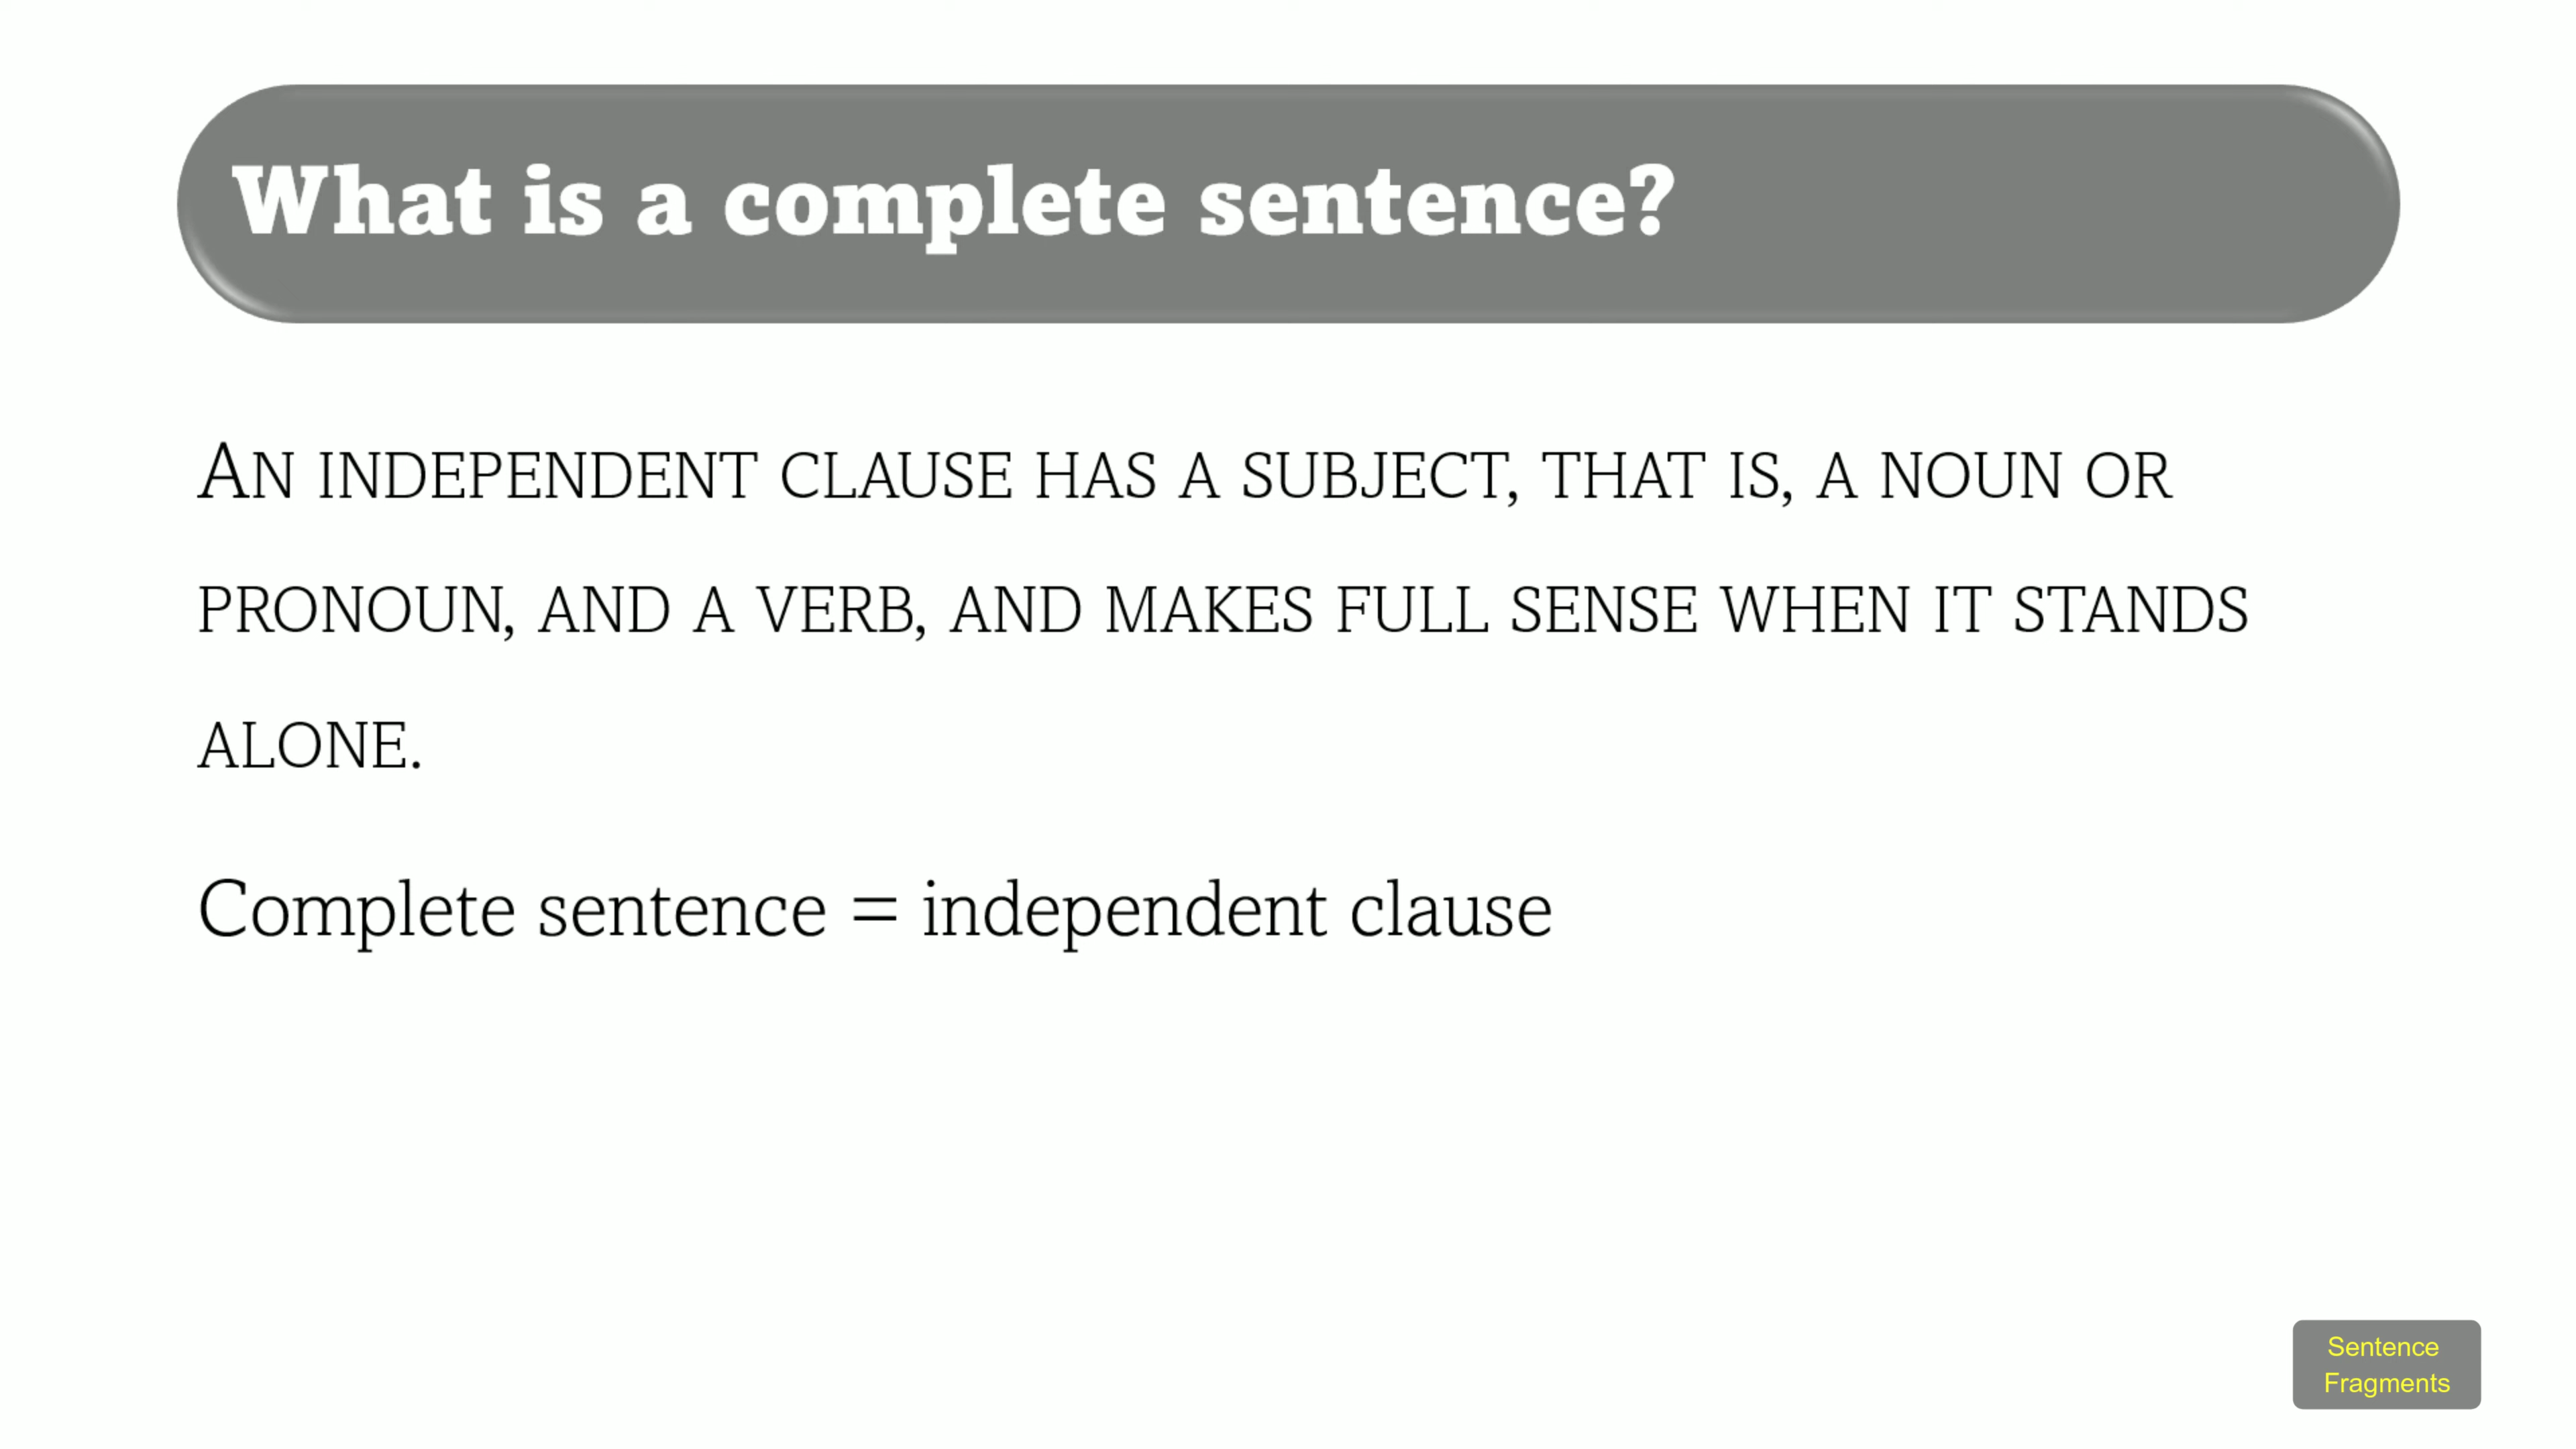 What is a complete sentence?
AN INDEPENDENT CLAUSE HAS A SUBJECT, THAT IS, A NOUN OR
PRONOUN, AND A VERB, AND MAKES FULL SENSE WHEN IT STANDS
ALONE.
Complete sentence = independent clause
Sentence
Fragments